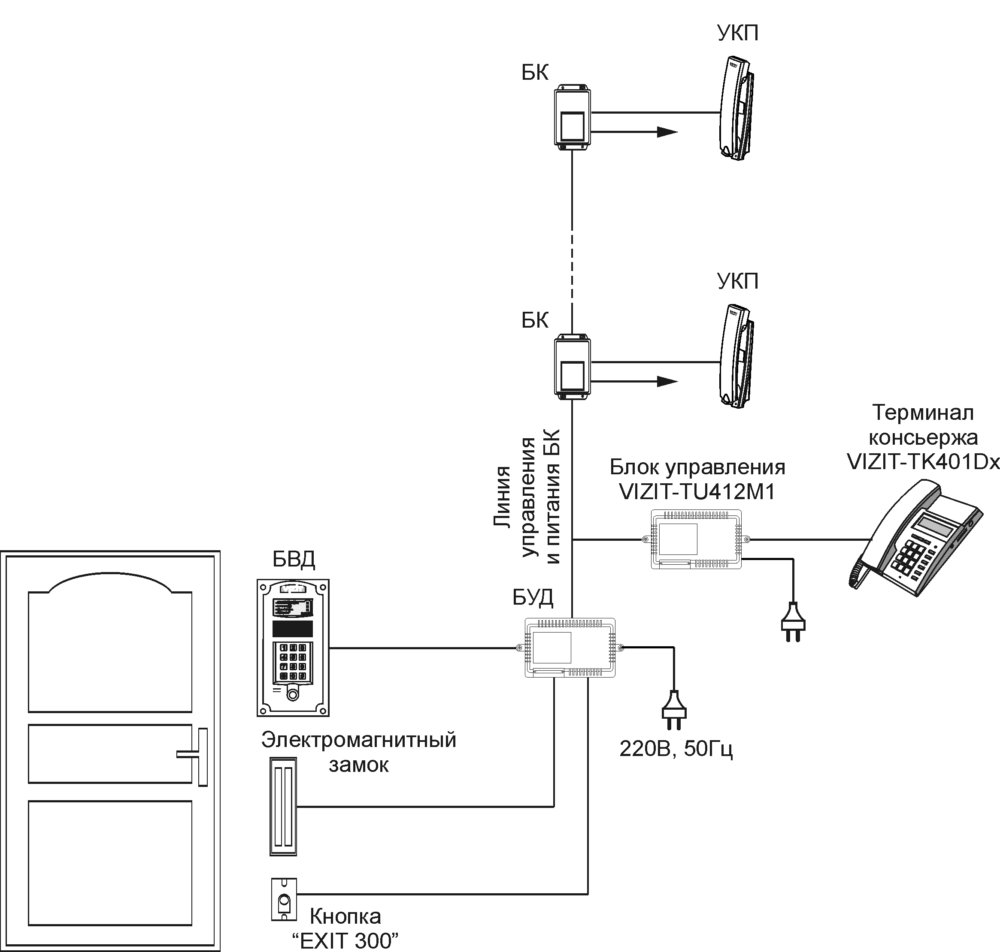 УКП
БК
УКП
БК
Терминал
консьержа
VIZIT-TK401Dx
Линия
управления
и питания БК
Блок управления
VIZIT-TU412M1
БВД
БУД
Электромагнитный
замок
220В, 50Гц
Кнопка
“EXIT 300”